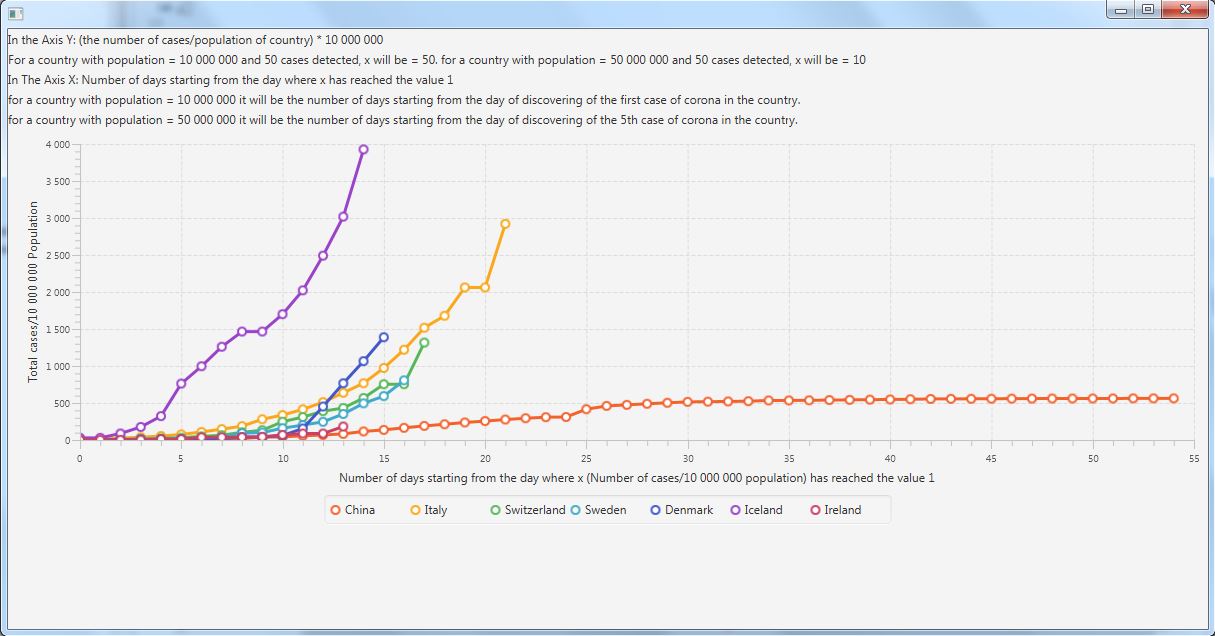 In the Axis Y: (the number of cases/population of country) * 10 000 000
For a country with population = 10 000 000 and 50 cases detected, x will be = 50. for a country with population = 50 000 000 and 50 cases detected, x will be = 10
In The Axis X: Number of days starting from the day where x has reached the value 1
for a country with population = 10 000 000 it will be the number of days starting from the day of discovering of the first case of corona in the country.
for a country with population = 50 000 000 it will be the number of days starting from the day of discovering of the 5th case of corona in the country.
Total cases/10 000 000 Population
4 000
3 500
3 000
2 500
2 000
1 500
1 000
500
0
0 5 10 15 20 25 30 35 40 45 50 55
Number of days starting from the day where x (Number of cases/10 000 000 population) has reached the value 1
China Italy Switzerland Sweden Denmark Iceland Ireland